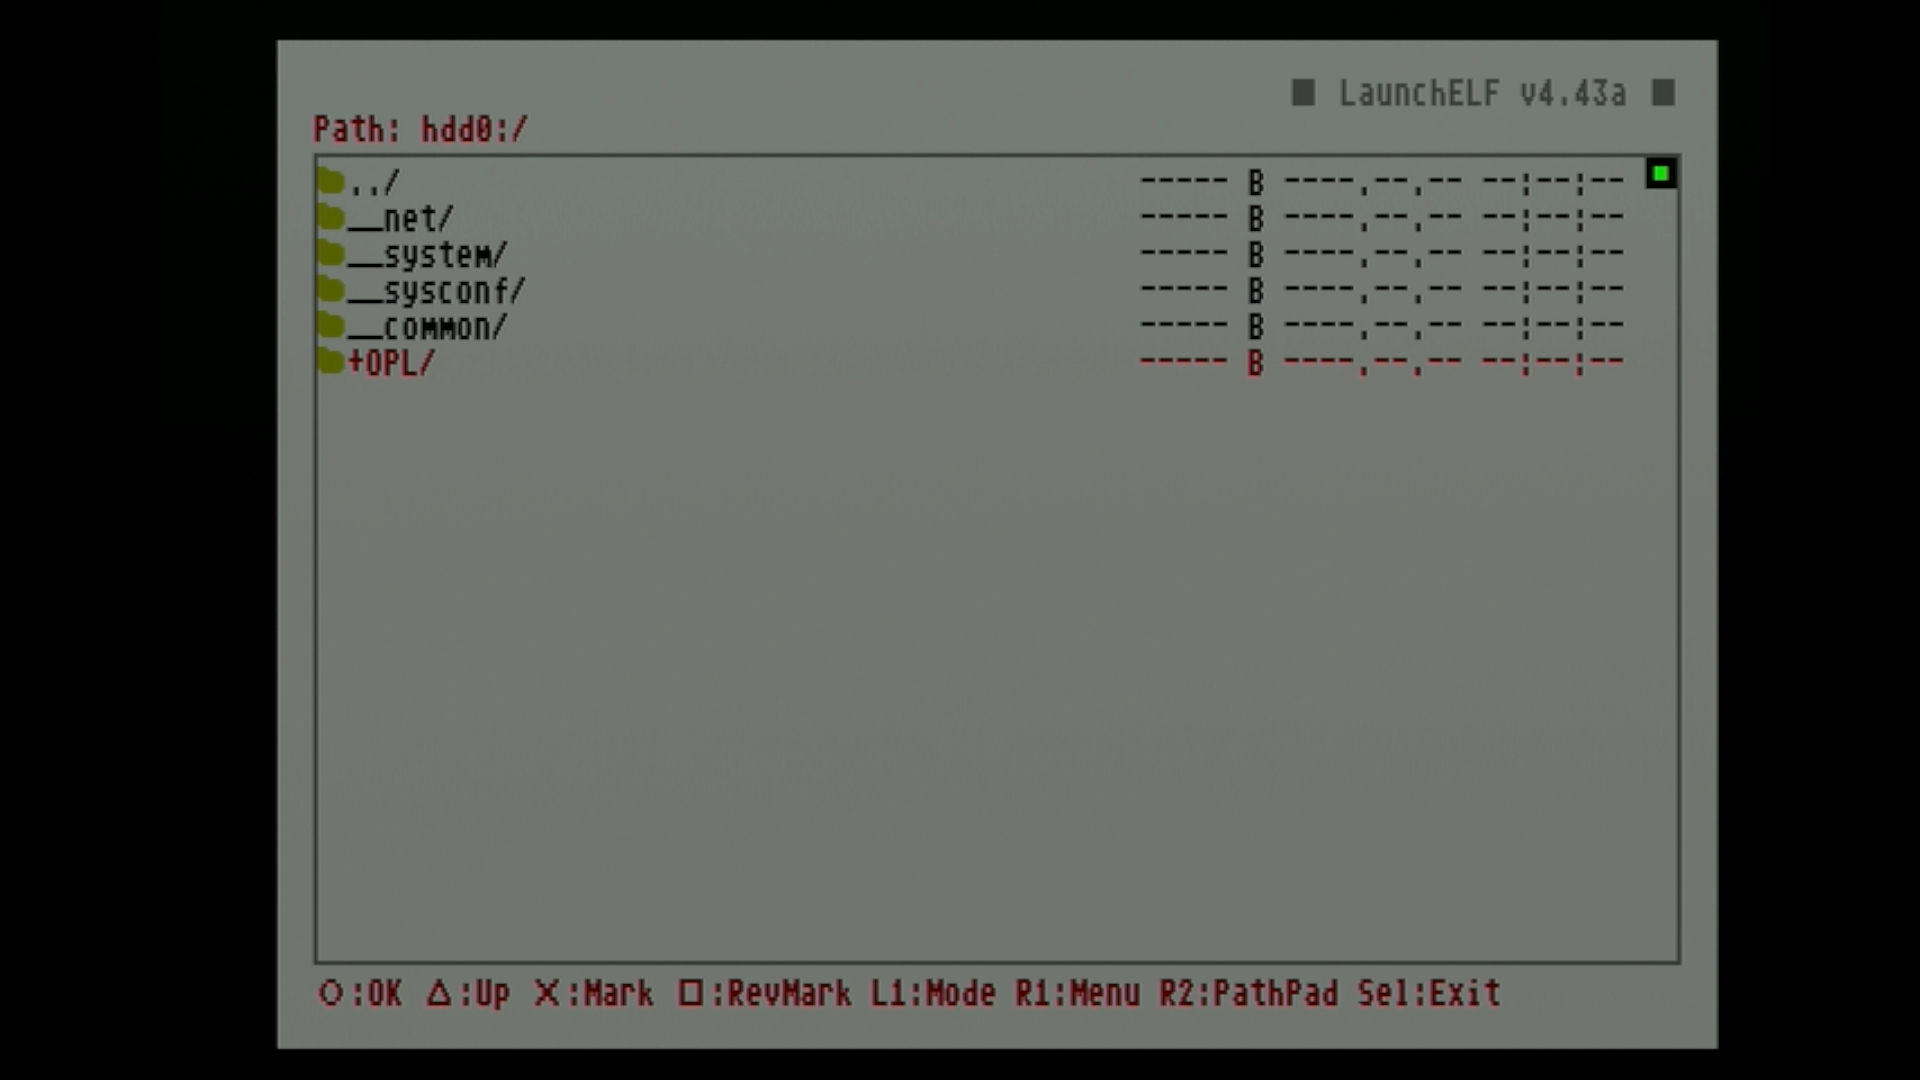 ■ LaunchELF v4.43a ■
Path: hdd0:/
../ ----- B ----.--.-- --:--:--
__net/ ----- B ----.--.-- --:--:--
__system/ ----- B ----.--.-- --:--:--
__sysconf/ ----- B ----.--.-- --:--:--
__common/ ----- B ----.--.-- --:--:--
+OPL/ ----- B ----.--.-- --:--:--
○:OK △:Up ×:Mark □:RevMark L1:Mode R1:Menu R2:PathPad Sel:Exit